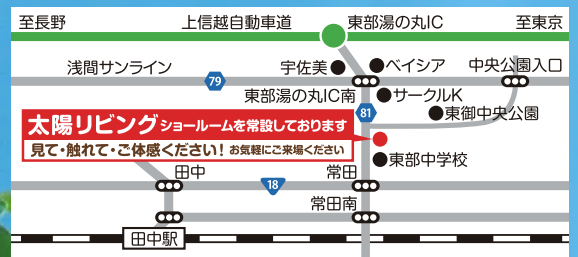 至長野 上信越自動車道 東部湯の丸IC 至東京
浅間サンライン 79 宇佐美 ベイシア 中央公園入口
東部湯の丸IC南 サークルK
81 東御中央公園
太陽リビング ショールームを常設しております
見て・触れて・ご体感ください！ お気軽にご来場ください
東部中学校
田中 18 常田
常田南
田中駅